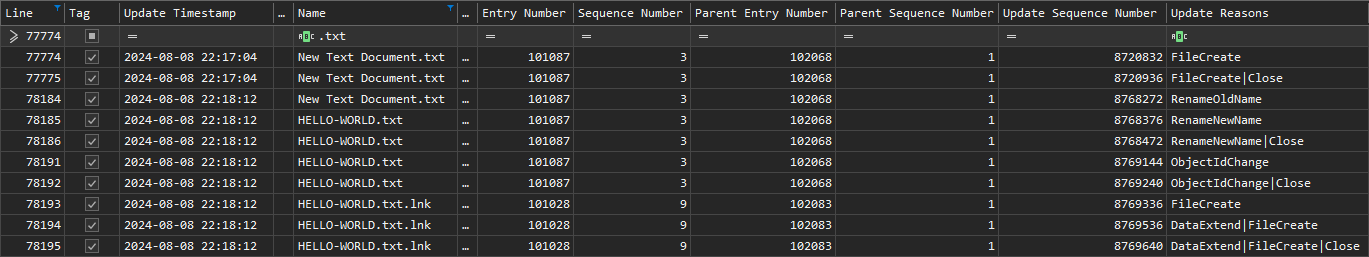 Line Tag Update Timestamp … Name … Entry Number Sequence Number Parent Entry Number Parent Sequence Number Update Sequence Number Update Reasons
77774 = ABC .txt = = = = = ABC
77774 2024-08-08 22:17:04 New Text Document.txt … 101087 3 102068 1 8720832 FileCreate
77775 2024-08-08 22:17:04 New Text Document.txt … 101087 3 102068 1 8720936 FileCreate|Close
78184 2024-08-08 22:18:12 New Text Document.txt … 101087 3 102068 1 8768272 RenameOldName
78185 2024-08-08 22:18:12 HELLO-WORLD.txt … 101087 3 102068 1 8768376 RenameNewName
78186 2024-08-08 22:18:12 HELLO-WORLD.txt … 101087 3 102068 1 8768472 RenameNewName|Close
78191 2024-08-08 22:18:12 HELLO-WORLD.txt … 101087 3 102068 1 8769144 ObjectIdChange
78192 2024-08-08 22:18:12 HELLO-WORLD.txt … 101087 3 102068 1 8769240 ObjectIdChange|Close
78193 2024-08-08 22:18:12 HELLO-WORLD.txt.lnk … 101028 9 102083 1 8769336 FileCreate
78194 2024-08-08 22:18:12 HELLO-WORLD.txt.lnk … 101028 9 102083 1 8769536 DataExtend|FileCreate
78195 2024-08-08 22:18:12 HELLO-WORLD.txt.lnk … 101028 9 102083 1 8769640 DataExtend|FileCreate|Close